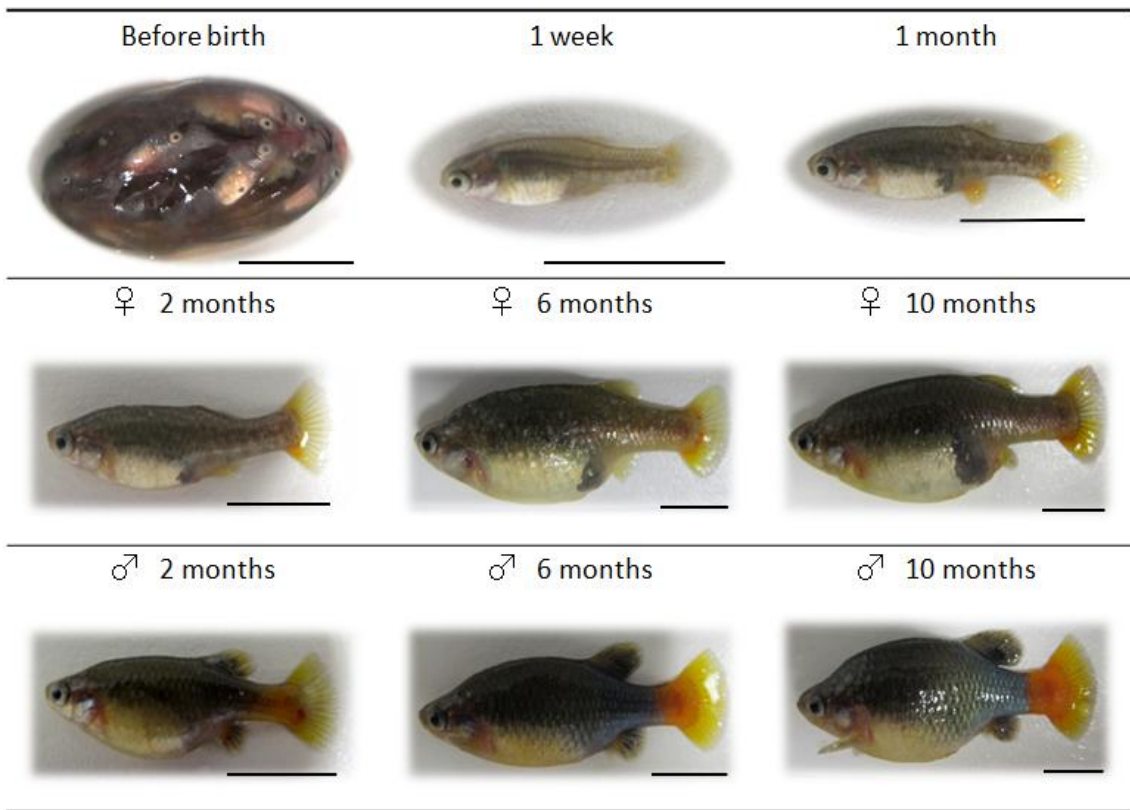 Before birth 1 week 1 month
♀ 2 months ♀ 6 months ♀ 10 months
♂ 2 months ♂ 6 months ♂ 10 months